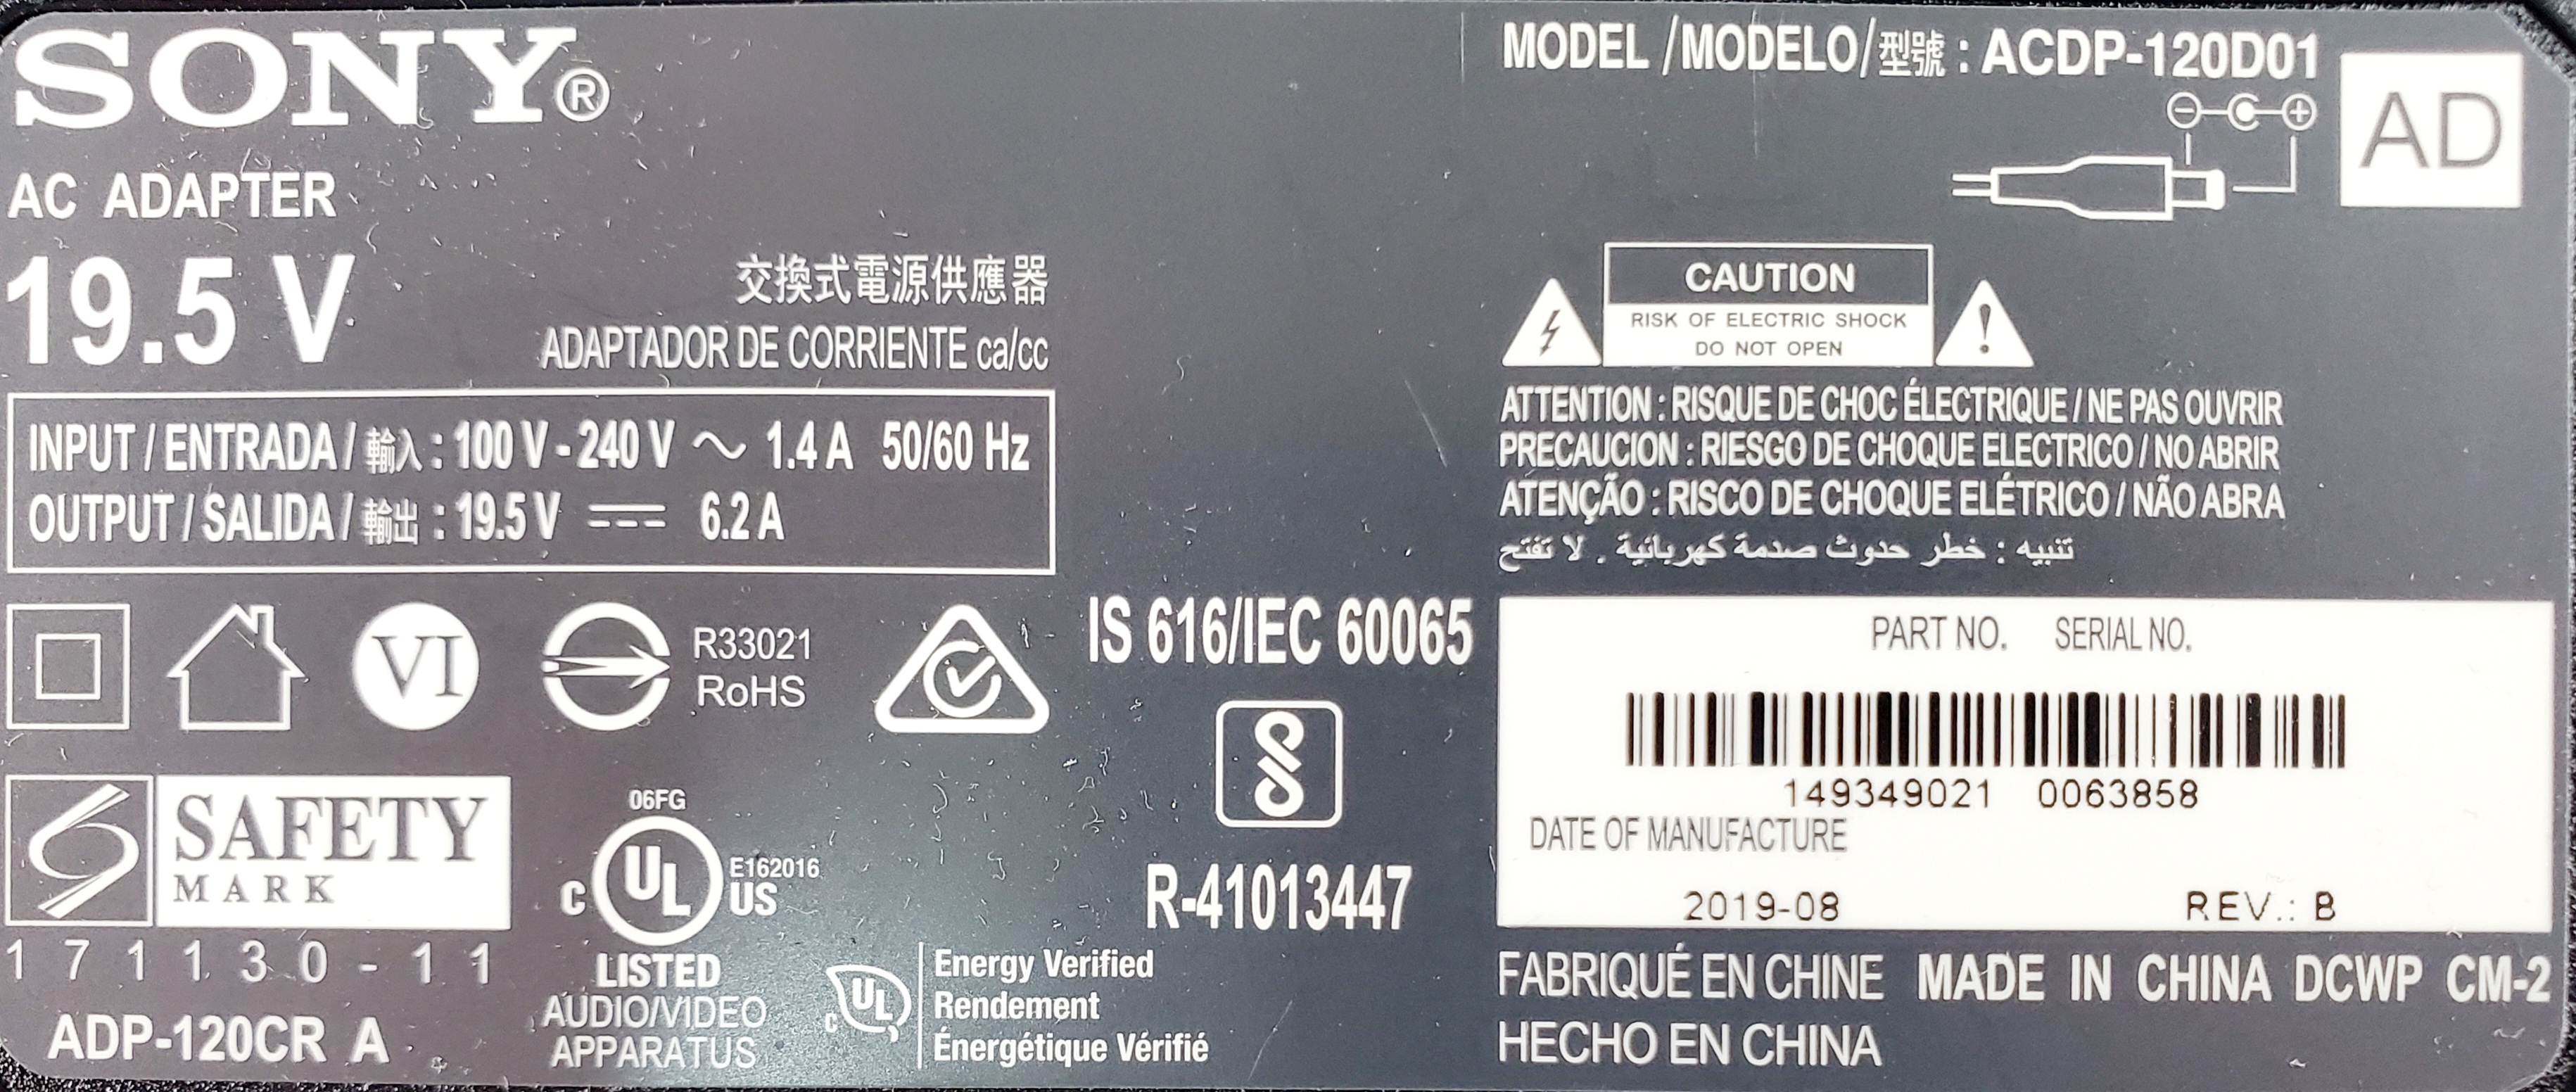 SONY®
AC ADAPTER
19.5 V
交換式電源供應器
ADAPTADOR DE CORRIENTE ca/cc
INPUT / ENTRADA / 輸入 : 100 V - 240 V ~ 1.4 A 50/60 Hz
OUTPUT / SALIDA / 輸出 : 19.5 V ⎓ 6.2 A
VI
R33021
RoHS
SAFETY
MARK
171130-11
ADP-120CR A
06FG
C UL US
E162016
LISTED
AUDIO/VIDEO
APPARATUS
IS 616/IEC 60065
R-41013447
c UL
Energy Verified
Rendement
Énergétique Vérifié
MODEL /MODELO/型號 : ACDP-120D01
AD
CAUTION
RISK OF ELECTRIC SHOCK
DO NOT OPEN
ATTENTION : RISQUE DE CHOC ÉLECTRIQUE / NE PAS OUVRIR
PRECAUCION : RIESGO DE CHOQUE ELECTRICO / NO ABRIR
ATENÇÃO : RISCO DE CHOQUE ELÉTRICO / NÃO ABRA
تنبيه : خطر حدوث صدمة كهربائية . لا تفتح
PART NO. SERIAL NO.
149349021 0063858
DATE OF MANUFACTURE
2019-08 REV.: B
FABRIQUÉ EN CHINE MADE IN CHINA DCWP CM-2
HECHO EN CHINA